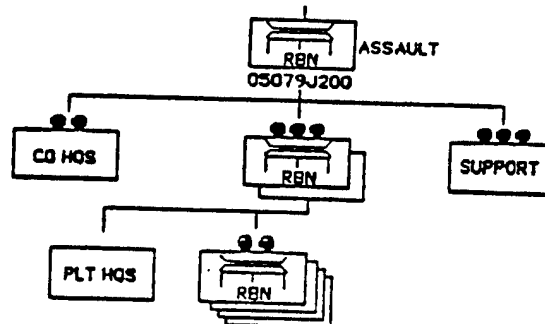 RBN
ASSAULT
05079J200
CO HQS
RBN
SUPPORT
PLT HQS
RBN